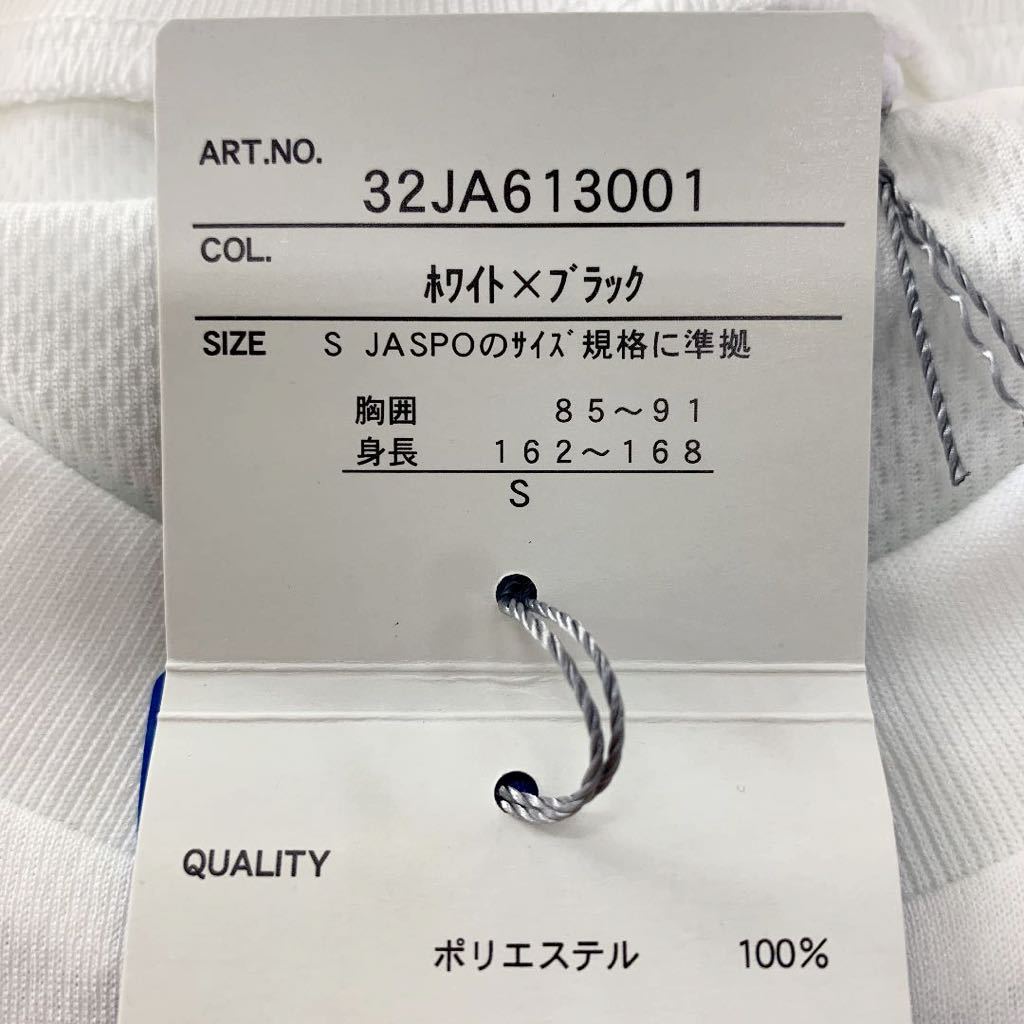 ART.NO.
32JA613001
COL.
ﾎﾜｲﾄ×ﾌﾞﾗｯｸ
SIZE S JASPOのｻｲｽﾞ規格に準拠
胸囲 85～91
身長 162～168
S
QUALITY
ポリエステル 100%